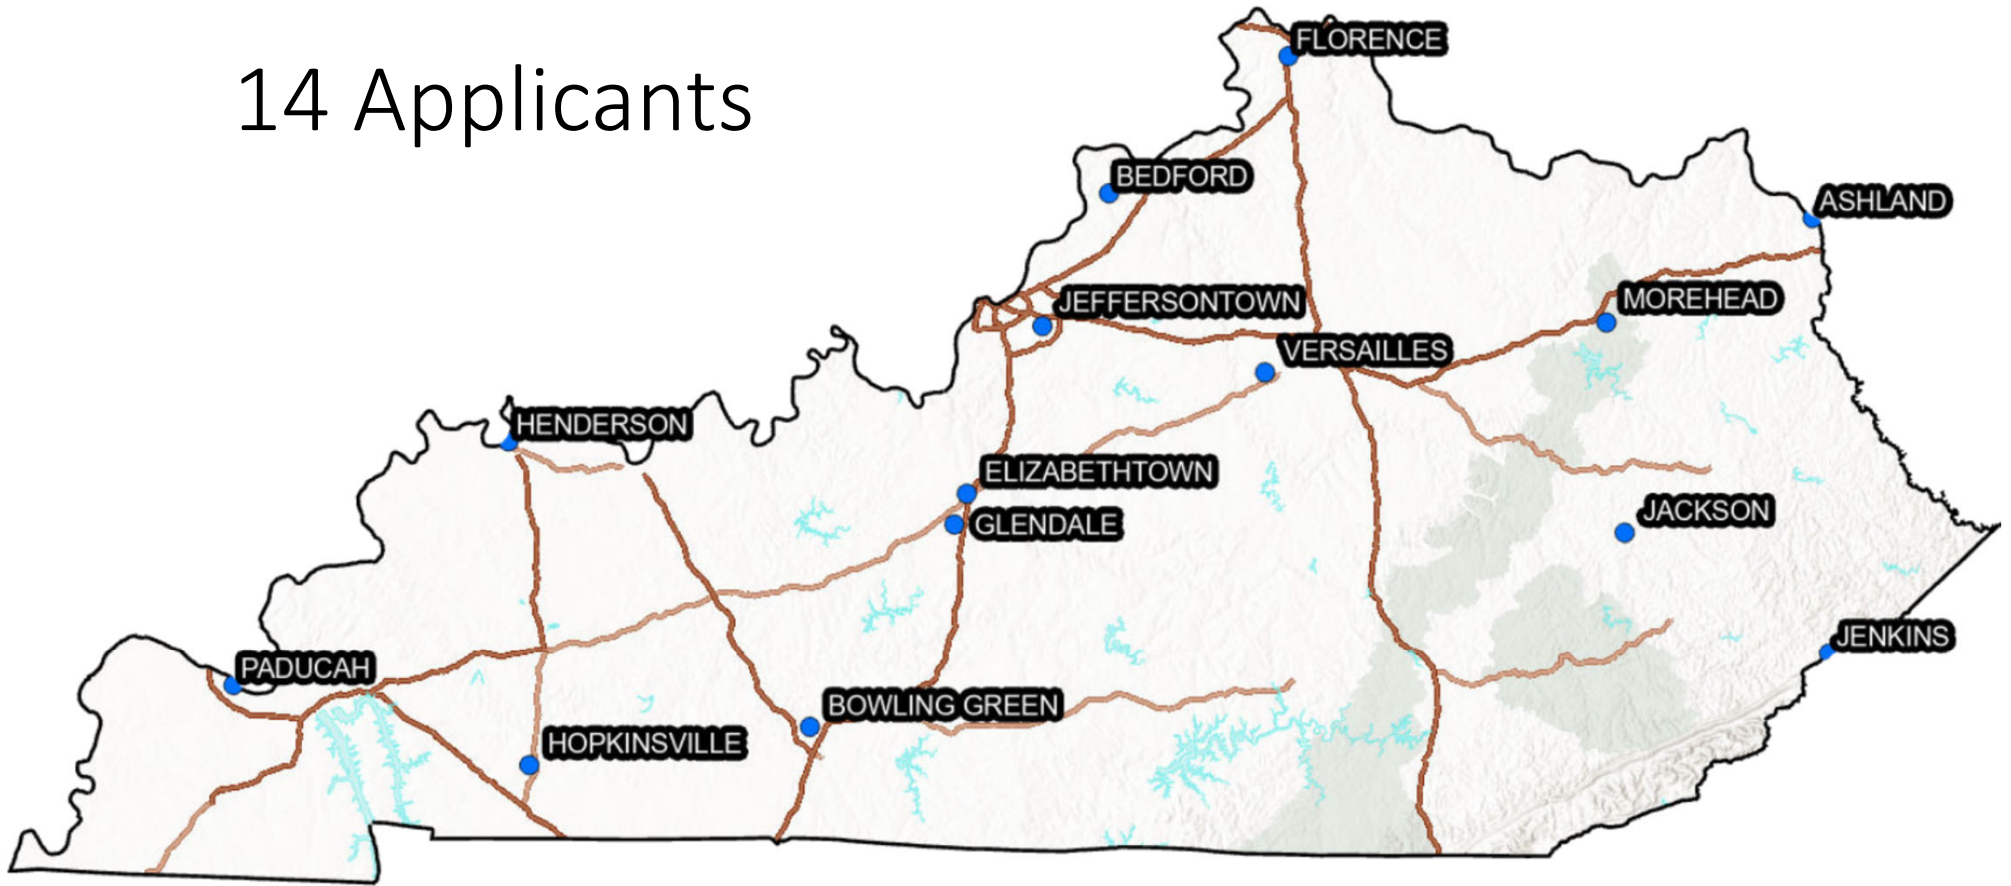 14 Applicants
FLORENCE
BEDFORD
ASHLAND
JEFFERSONTOWN
MOREHEAD
VERSAILLES
HENDERSON
ELIZABETHTOWN
GLENDALE
JACKSON
JENKINS
PADUCAH
BOWLING GREEN
HOPKINSVILLE